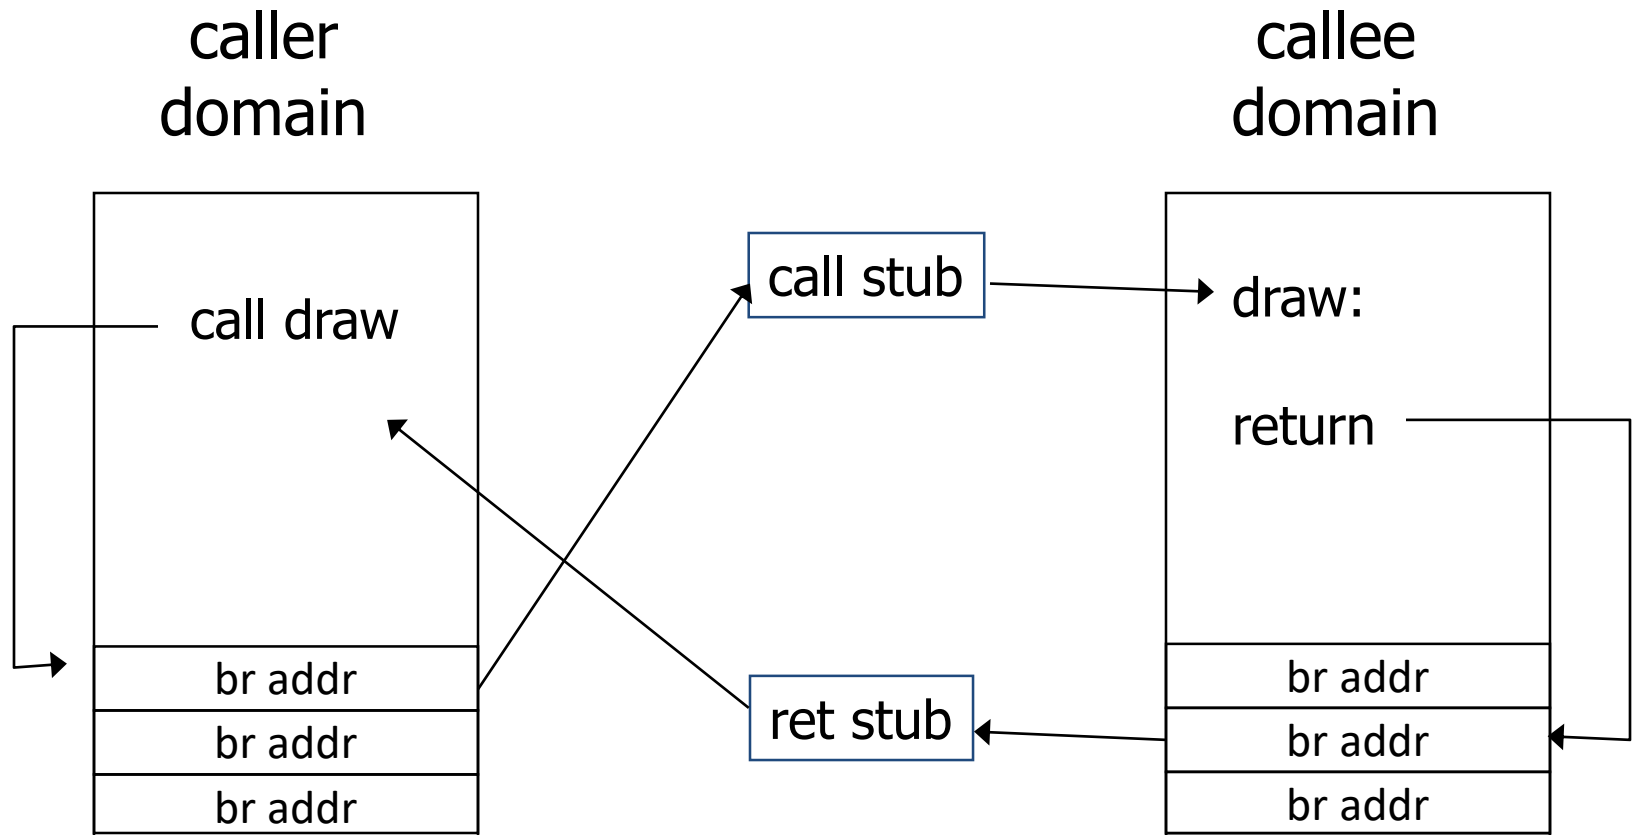 caller
domain
callee
domain
call draw
call stub
draw:
return
br addr
br addr
br addr
ret stub
br addr
br addr
br addr